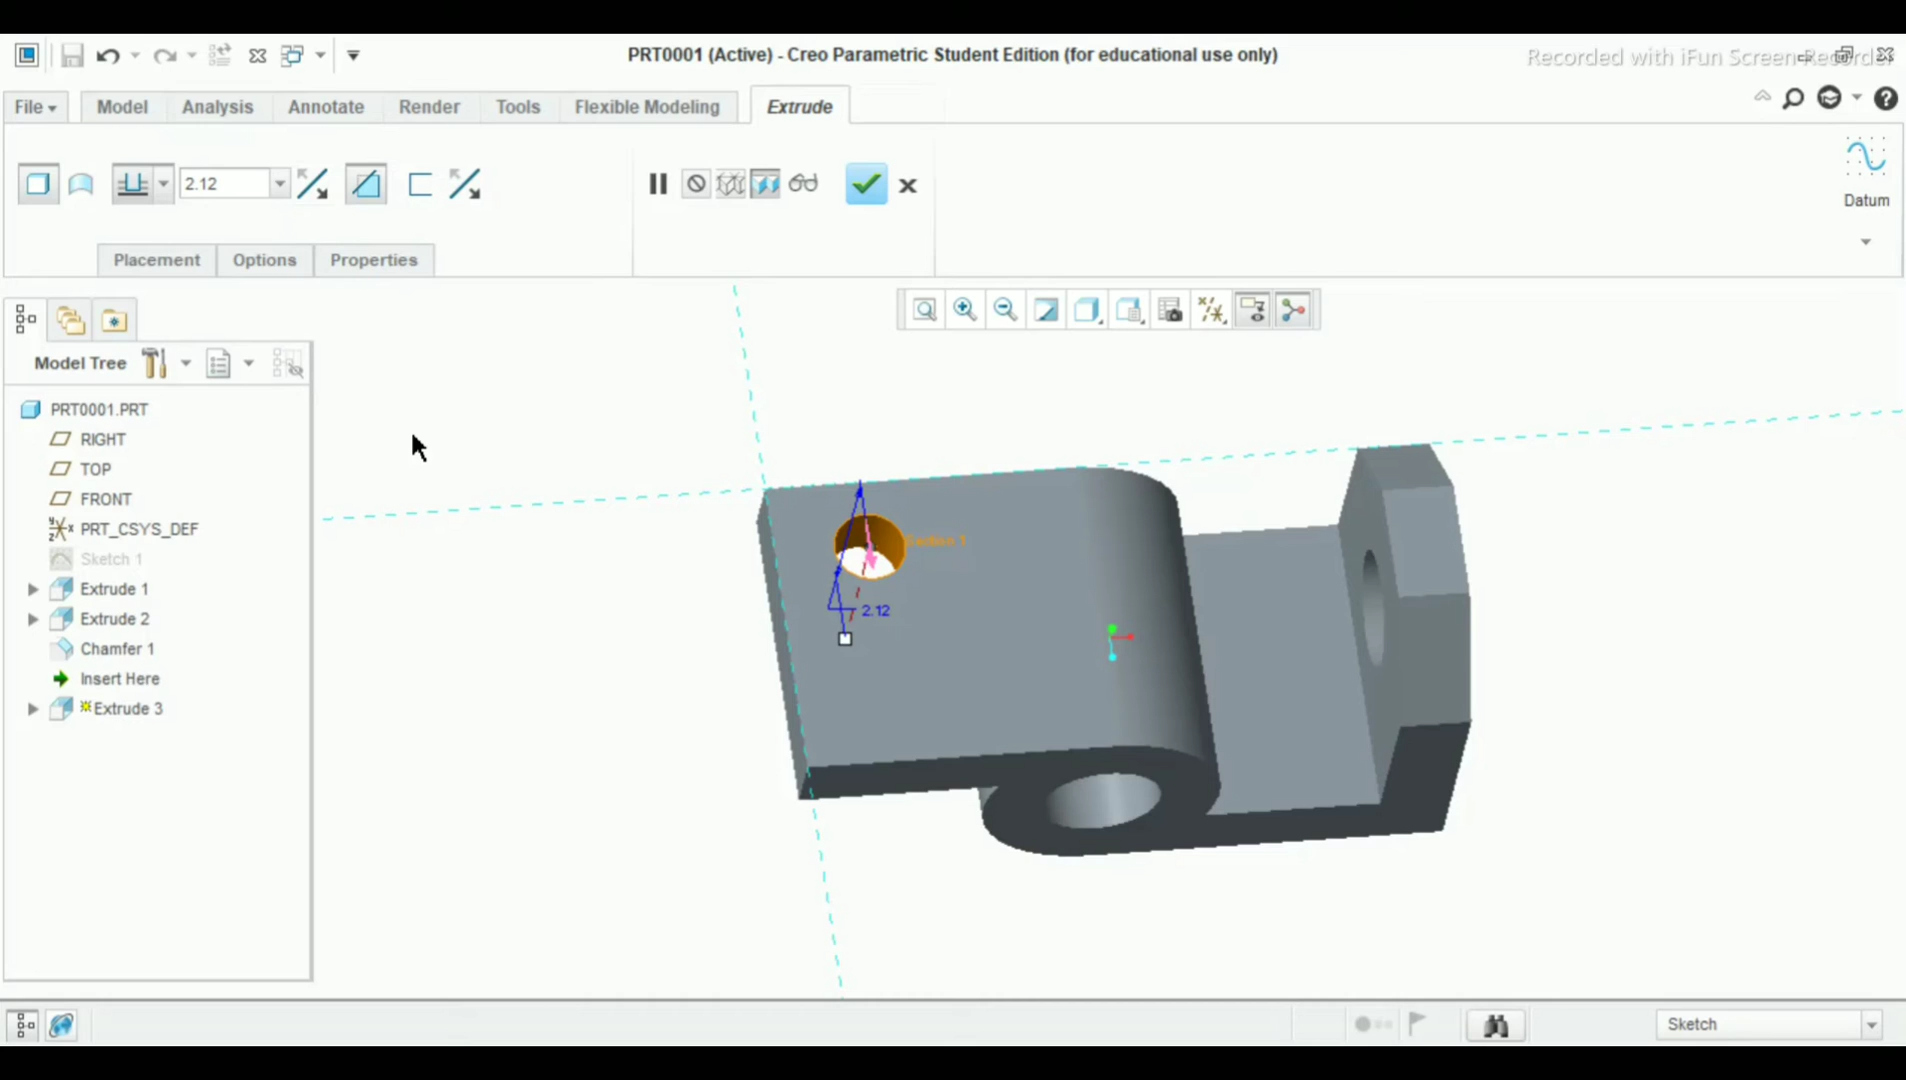 PRT0001 (Active) - Creo Parametric Student Edition (for educational use only)
Recorded with iFun Screen Recorder
File
Model
Analysis
Annotate
Render
Tools
Flexible Modeling
Extrude
2.12
Datum
Placement
Options
Properties
Model Tree
PRT0001.PRT
RIGHT
TOP
FRONT
PRT_CSYS_DEF
Sketch 1
Extrude 1
Extrude 2
Chamfer 1
Insert Here
Extrude 3
Section 1
2.12
Sketch